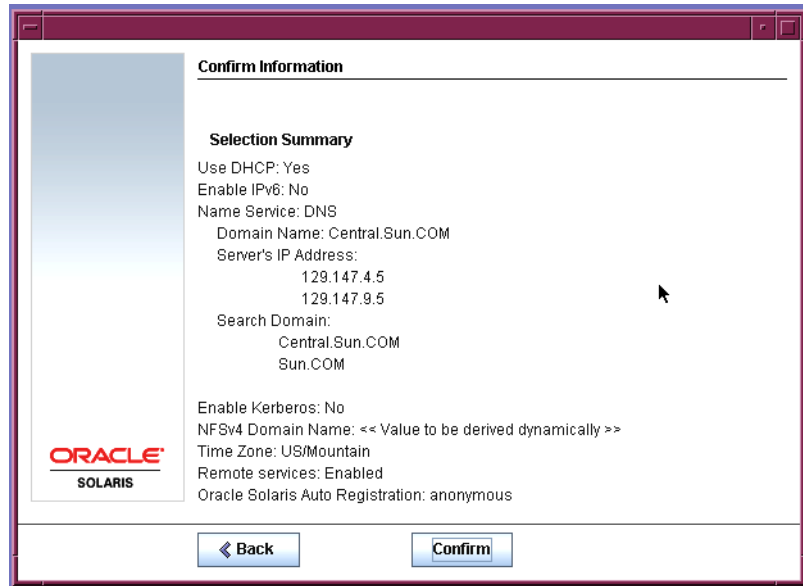 Confirm Information
Selection Summary
Use DHCP: Yes
Enable IPv6: No
Name Service: DNS
Domain Name: Central.Sun.COM
Server's IP Address:
129.147.4.5
129.147.9.5
Search Domain:
Central.Sun.COM
Sun.COM
Enable Kerberos: No
NFSv4 Domain Name: << Value to be derived dynamically >>
Time Zone: US/Mountain
Remote services: Enabled
Oracle Solaris Auto Registration: anonymous
ORACLE
SOLARIS
Back
Confirm